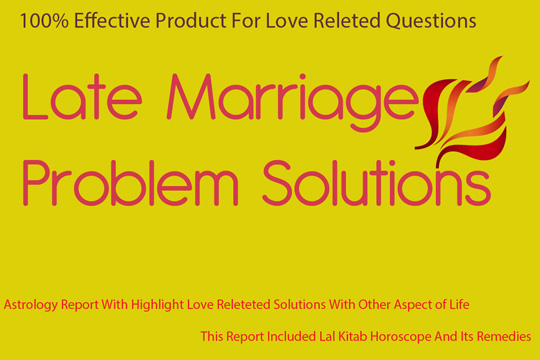 100% Effective Product For Love Releted Questions
Late Marriage
Problem Solutions
Astrology Report With Highlight Love Releteted Solutions With Other Aspect of Life
This Report Included Lal Kitab Horoscope And Its Remedies